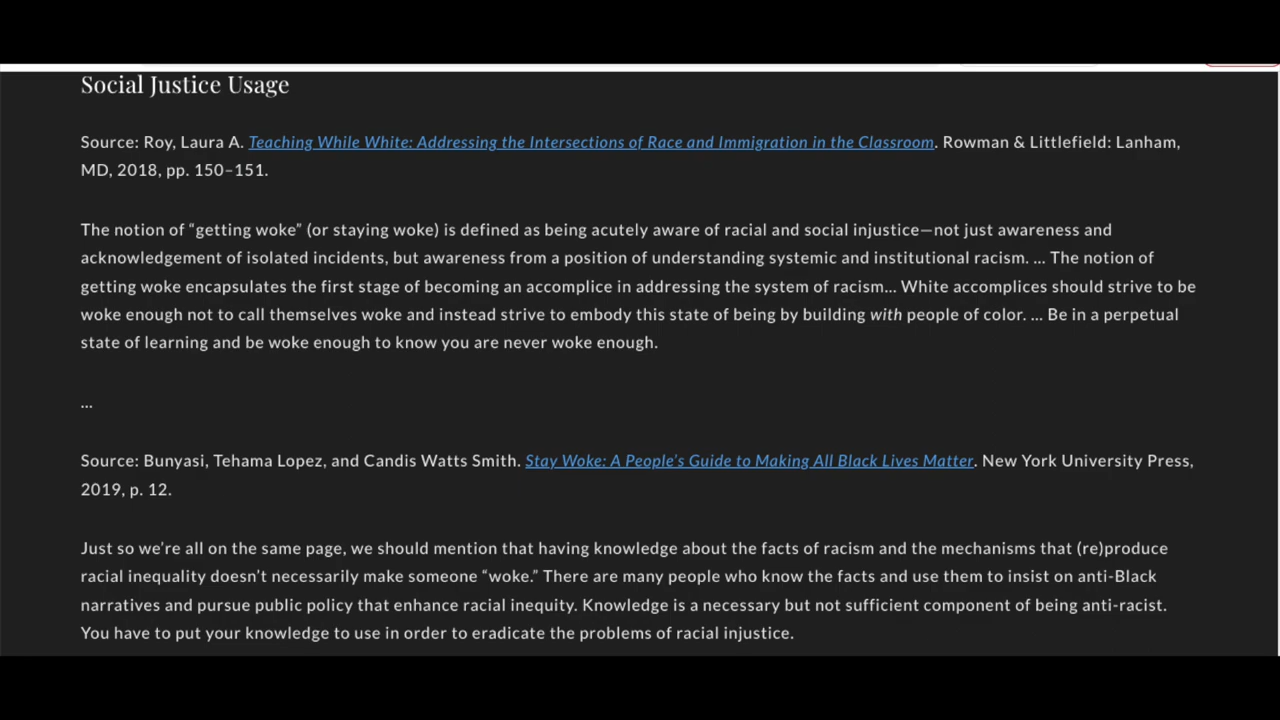 Social Justice Usage
Source: Roy, Laura A. Teaching While White: Addressing the Intersections of Race and Immigration in the Classroom. Rowman & Littlefield: Lanham,
MD, 2018, pp. 150–151.
The notion of “getting woke” (or staying woke) is defined as being acutely aware of racial and social injustice—not just awareness and
acknowledgement of isolated incidents, but awareness from a position of understanding systemic and institutional racism. ... The notion of
getting woke encapsulates the first stage of becoming an accomplice in addressing the system of racism... White accomplices should strive to be
woke enough not to call themselves woke and instead strive to embody this state of being by building with people of color. ... Be in a perpetual
state of learning and be woke enough to know you are never woke enough.
...
Source: Bunyasi, Tehama Lopez, and Candis Watts Smith. Stay Woke: A People’s Guide to Making All Black Lives Matter. New York University Press,
2019, p. 12.
Just so we’re all on the same page, we should mention that having knowledge about the facts of racism and the mechanisms that (re)produce
racial inequality doesn’t necessarily make someone “woke.” There are many people who know the facts and use them to insist on anti-Black
narratives and pursue public policy that enhance racial inequity. Knowledge is a necessary but not sufficient component of being anti-racist.
You have to put your knowledge to use in order to eradicate the problems of racial injustice.